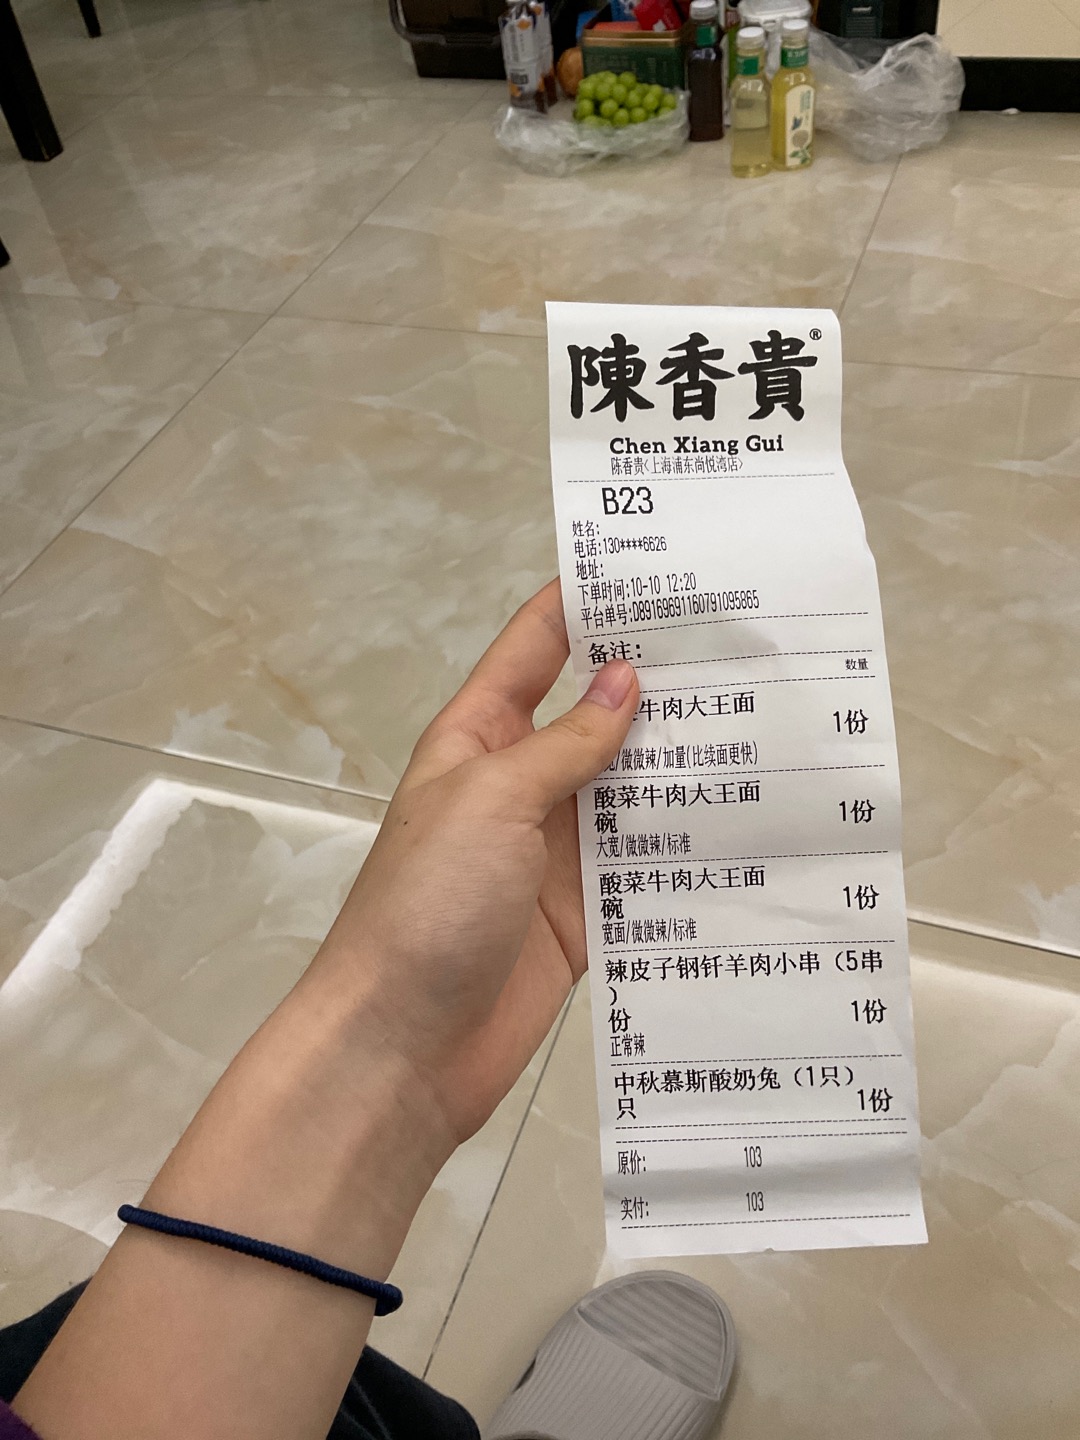 陳香貴®
Chen Xiang Gui
陈香贵<上海浦东尚悦湾店>
B23
姓名:
电话:130****6626
地址:
下单时间:10-10 12:20
平台单号:D89169691160791095865
备注:
数量
牛肉大王面
1份
/微微辣/加量(比续面更快)
酸菜牛肉大王面
碗
1份
大宽/微微辣/标准
酸菜牛肉大王面
碗
1份
宽面/微微辣/标准
辣皮子钢钎羊肉小串（5串
）
份
1份
正常辣
中秋慕斯酸奶兔（1只）
只
1份
原价: 103
实付: 103